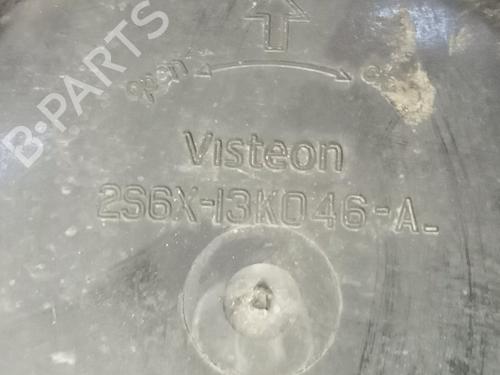 B-PARTS
open
Visteon
2S6X-13K046-A-